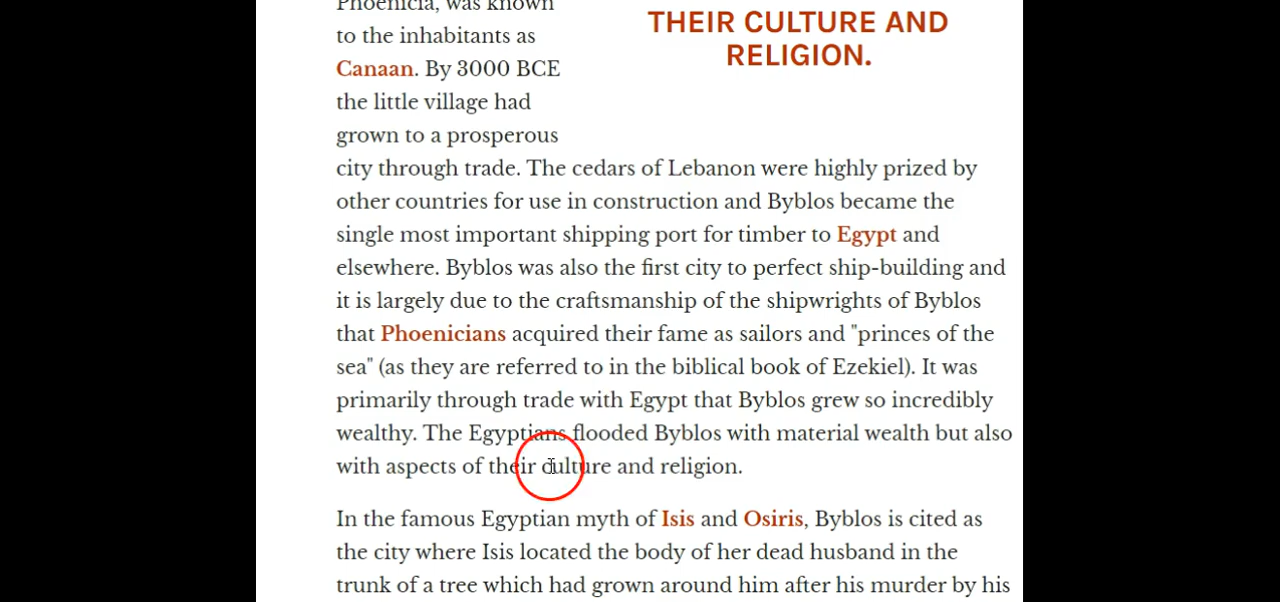 Phoenicia, was known
to the inhabitants as
Canaan. By 3000 BCE
the little village had
grown to a prosperous
THEIR CULTURE AND
RELIGION.
city through trade. The cedars of Lebanon were highly prized by
other countries for use in construction and Byblos became the
single most important shipping port for timber to Egypt and
elsewhere. Byblos was also the first city to perfect ship-building and
it is largely due to the craftsmanship of the shipwrights of Byblos
that Phoenicians acquired their fame as sailors and "princes of the
sea" (as they are referred to in the biblical book of Ezekiel). It was
primarily through trade with Egypt that Byblos grew so incredibly
wealthy. The Egyptians flooded Byblos with material wealth but also
with aspects of their culture and religion.
In the famous Egyptian myth of Isis and Osiris, Byblos is cited as
the city where Isis located the body of her dead husband in the
trunk of a tree which had grown around him after his murder by his